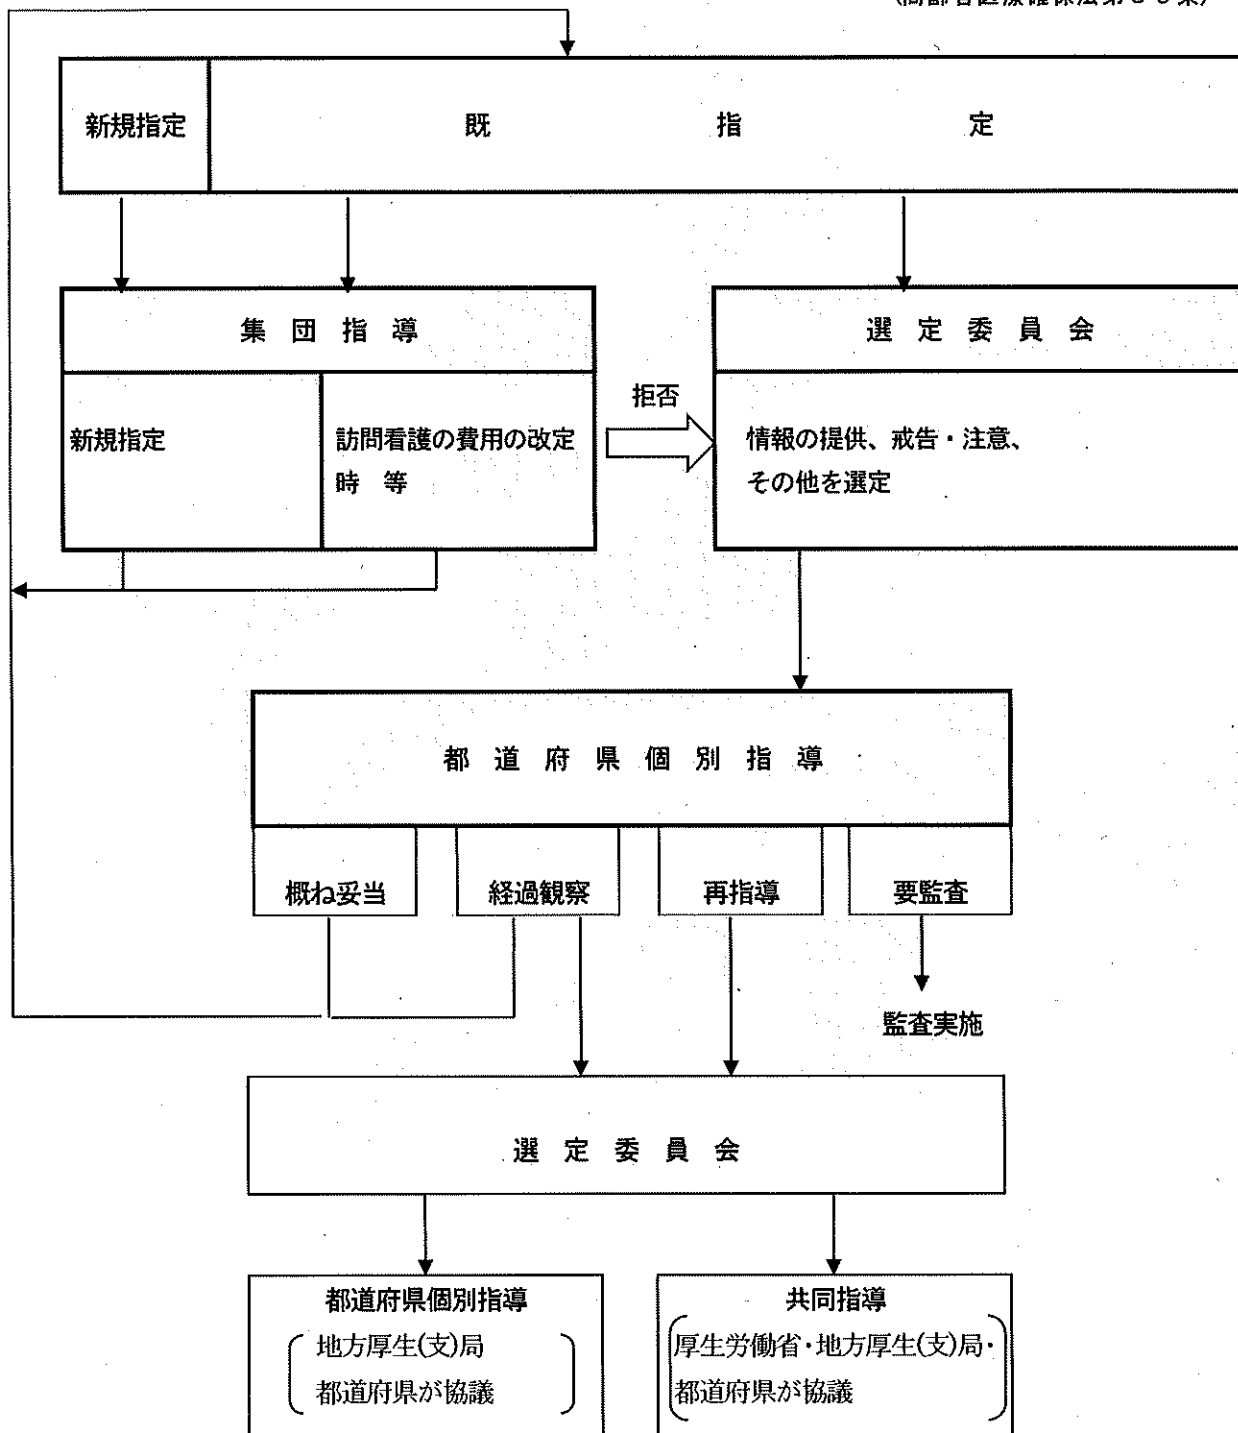 新規指定
既指定
集団指導
選定委員会
新規指定
訪問看護の費用の改定
時等
拒否
情報の提供、戒告・注意、
その他を選定
都道府県個別指導
概ね妥当
経過観察
再指導
要監査
監査実施
選定委員会
都道府県個別指導
地方厚生(支)局
都道府県が協議
共同指導
厚生労働省・地方厚生(支)局・
都道府県が協議